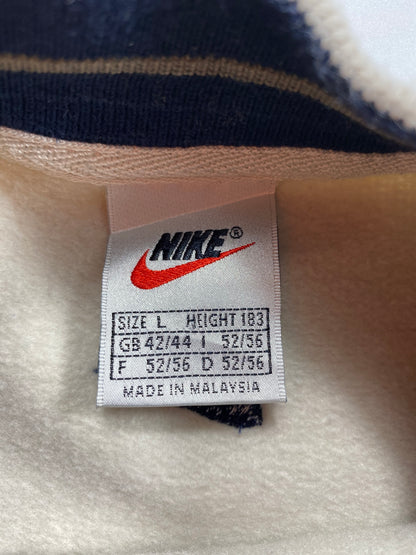 NIKE®
SIZE L HEIGHT 183
GB 42/44 I 52/56
F 52/56 D 52/56
MADE IN MALAYSIA